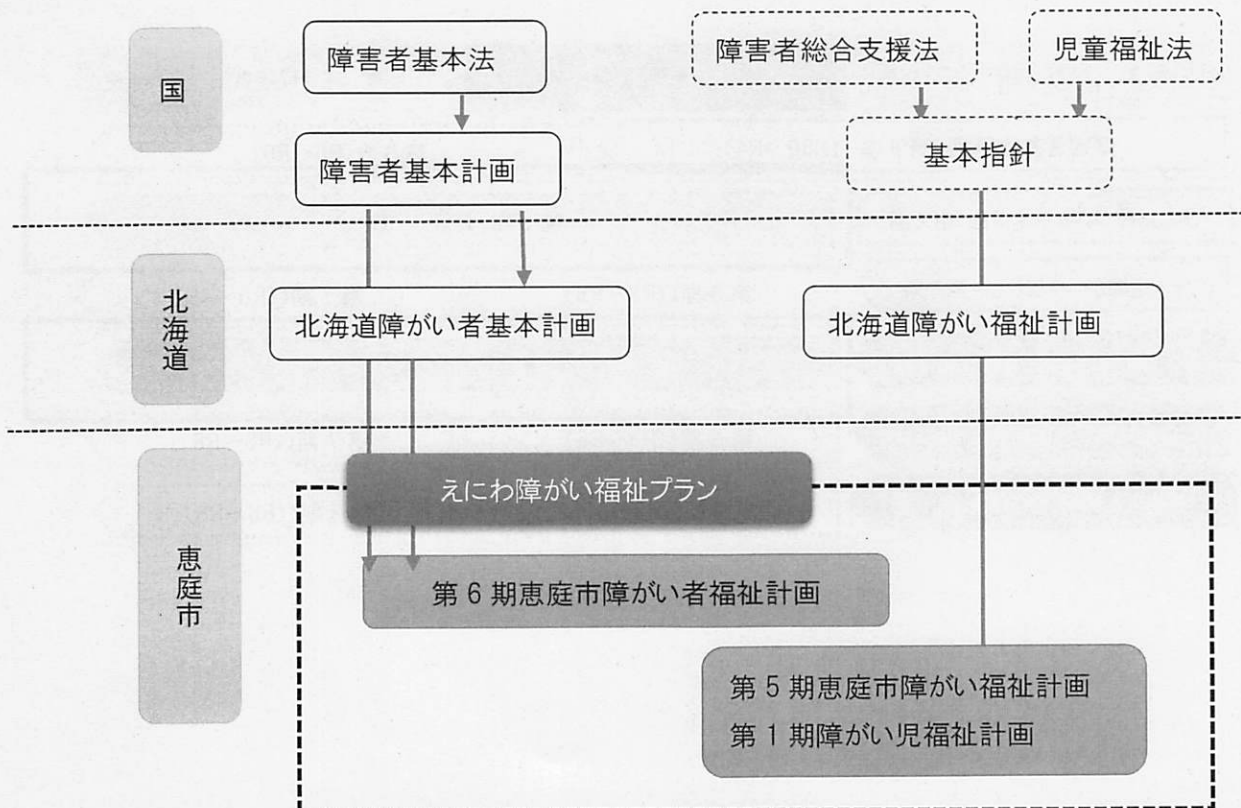 国
障害者基本法
障害者総合支援法
児童福祉法
障害者基本計画
基本指針
北海道
北海道障がい者基本計画
北海道障がい福祉計画
恵庭市
えにわ障がい福祉プラン
第6期恵庭市障がい者福祉計画
第5期恵庭市障がい福祉計画
第1期障がい児福祉計画